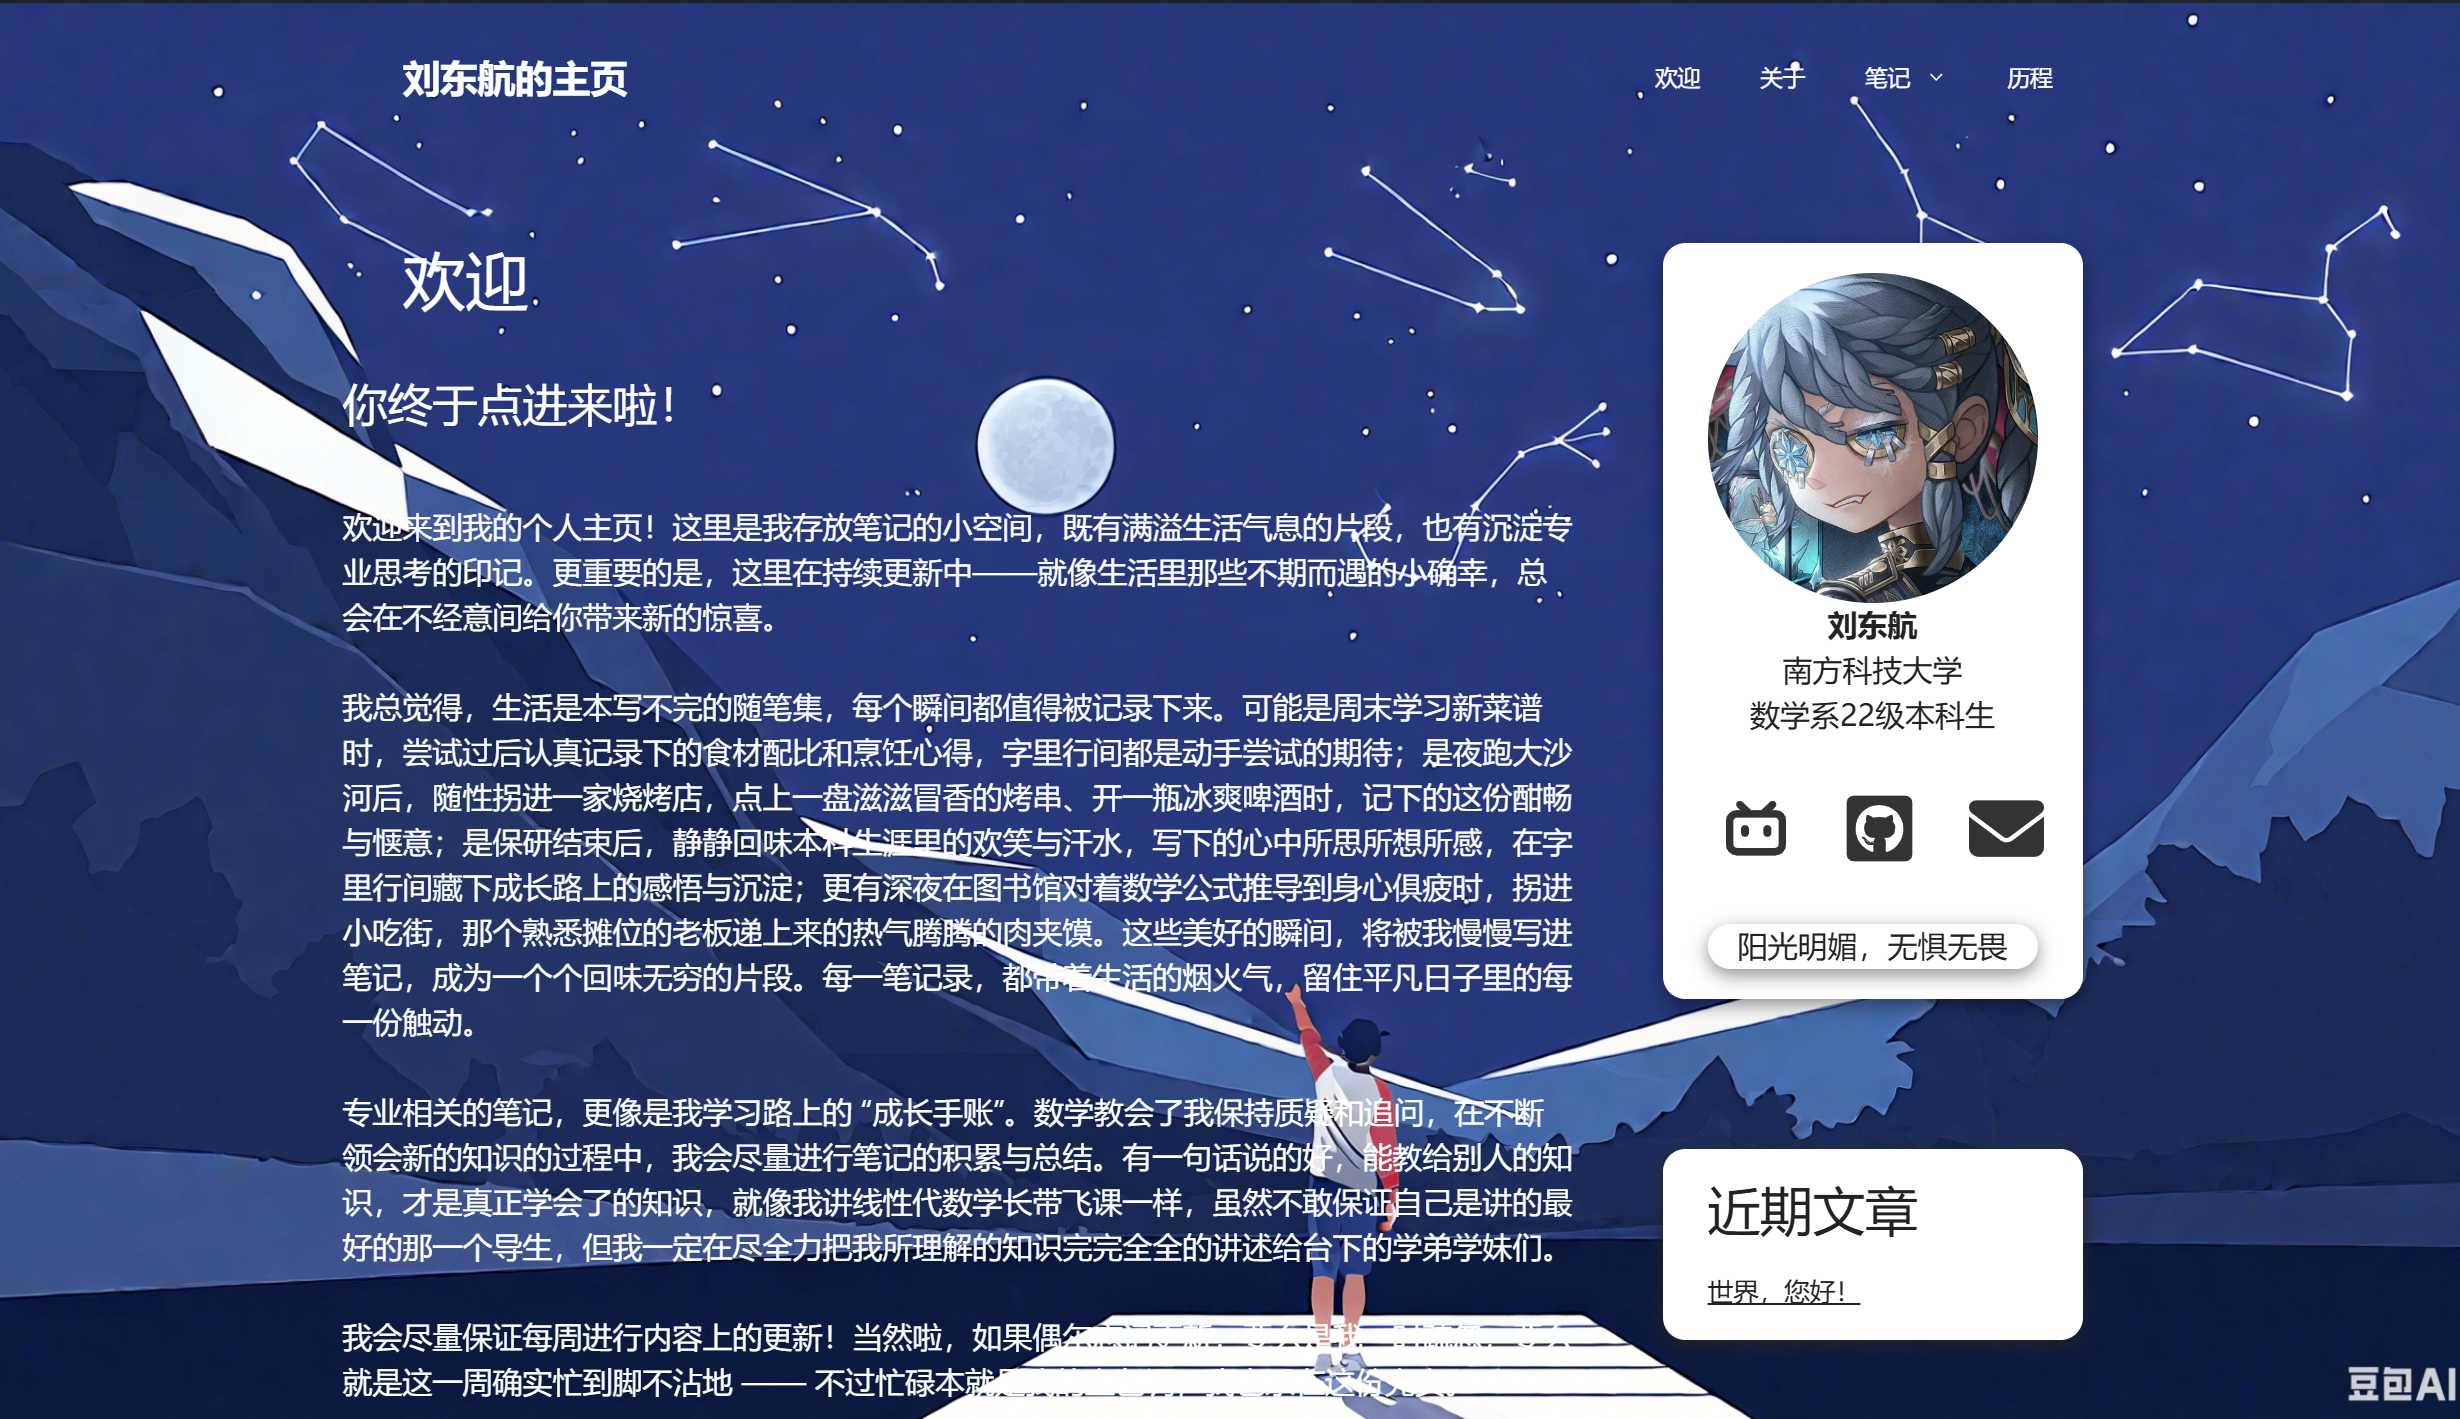 刘东航的主页
欢迎
关于
笔记
历程
欢迎
你终于点进来啦！
欢迎来到我的个人主页！这里是我存放笔记的小空间，既有满溢生活气息的片段，也有沉淀专
业思考的印记。更重要的是，这里在持续更新中——就像生活里那些不期而遇的小确幸，总
会在不经意间给你带来新的惊喜。
我总觉得，生活是本写不完的随笔集，每个瞬间都值得被记录下来。可能是周末学习新菜谱
时，尝试过后认真记录下的食材配比和烹饪心得，字里行间都是动手尝试的期待；是夜跑大沙
河后，随性拐进一家烧烤店，点上一盘滋滋冒香的烤串、开一瓶冰爽啤酒时，记下的这份酣畅
与惬意；是保研结束后，静静回味本科生涯里的欢笑与汗水，写下的心中所思所想所感，在字
里行间藏下成长路上的感悟与沉淀；更有深夜在图书馆对着数学公式推导到身心俱疲时，拐进
小吃街，那个熟悉摊位的老板递上来的热气腾腾的肉夹馍。这些美好的瞬间，将被我慢慢写进
笔记，成为一个个回味无穷的片段。每一笔记录，都带着生活的烟火气，留住平凡日子里的每
一份触动。
专业相关的笔记，更像是我学习路上的 “成长手账”。数学教会了我保持质疑和追问，在不断
领会新的知识的过程中，我会尽量进行笔记的积累与总结。有一句话说的好，能教给别人的知
识，才是真正学会了的知识，就像我讲线性代数学长带飞课一样，虽然不敢保证自己是讲的最
好的那一个导生，但我一定在尽全力把我所理解的知识完完全全的讲述给台下的学弟学妹们。
我会尽量保证每周进行内容上的更新！当然啦，如果偶尔
就是这一周确实忙到脚不沾地 —— 不过忙碌本就是
刘东航
南方科技大学
数学系22级本科生
阳光明媚，无惧无畏
近期文章
世界，您好！
豆包AI